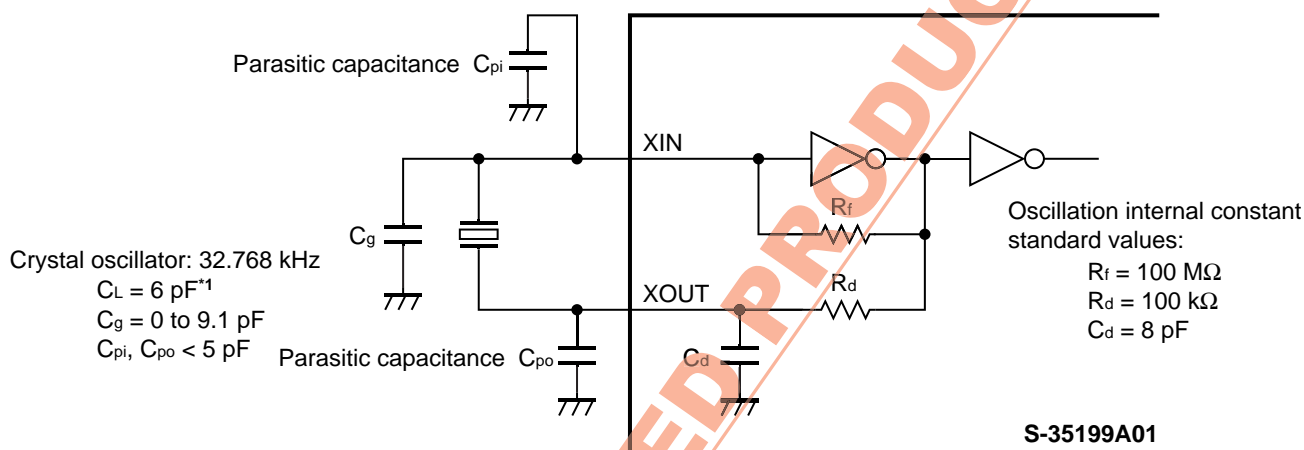 Parasitic capacitance Cpi
XIN
Cg
Rf
Crystal oscillator: 32.768 kHz
CL = 6 pF*1
Cg = 0 to 9.1 pF
Cpi, Cpo < 5 pF
XOUT
Rd
Parasitic capacitance Cpo
Cd
Oscillation internal constant
standard values:
Rf = 100 MΩ
Rd = 100 kΩ
Cd = 8 pF
S-35199A01
ED PRODUC